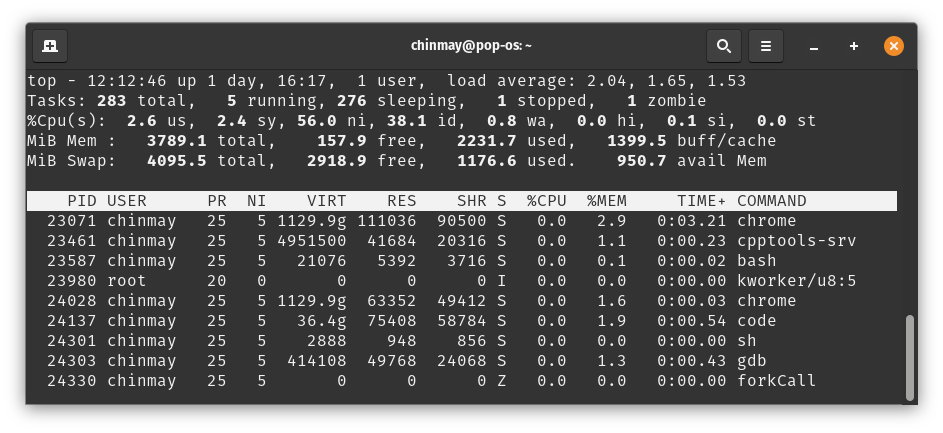 chinmay@pop-os: ~
top - 12:12:46 up 1 day, 16:17,  1 user,  load average: 2.04, 1.65, 1.53
Tasks: 283 total,   5 running, 276 sleeping,   1 stopped,   1 zombie
%Cpu(s):  2.6 us,  2.4 sy, 56.0 ni, 38.1 id,  0.8 wa,  0.0 hi,  0.1 si,  0.0 st
MiB Mem :   3789.1 total,    157.9 free,   2231.7 used,   1399.5 buff/cache
MiB Swap:   4095.5 total,   2918.9 free,   1176.6 used.    950.7 avail Mem
    PID USER      PR  NI    VIRT    RES    SHR S  %CPU  %MEM     TIME+ COMMAND
  23071 chinmay   25   5 1129.9g 111036  90500 S   0.0   2.9   0:03.21 chrome
  23461 chinmay   25   5 4951500  41684  20316 S   0.0   1.1   0:00.23 cpptools-srv
  23587 chinmay   25   5   21076   5392   3716 S   0.0   0.1   0:00.02 bash
  23980 root      20   0       0      0      0 I   0.0   0.0   0:00.00 kworker/u8:5
  24028 chinmay   25   5 1129.9g  63352  49412 S   0.0   1.6   0:00.03 chrome
  24137 chinmay   25   5   36.4g  75408  58784 S   0.0   1.9   0:00.54 code
  24301 chinmay   25   5    2888    948    856 S   0.0   0.0   0:00.00 sh
  24303 chinmay   25   5  414108  49768  24068 S   0.0   1.3   0:00.43 gdb
  24330 chinmay   25   5       0      0      0 Z   0.0   0.0   0:00.00 forkCall